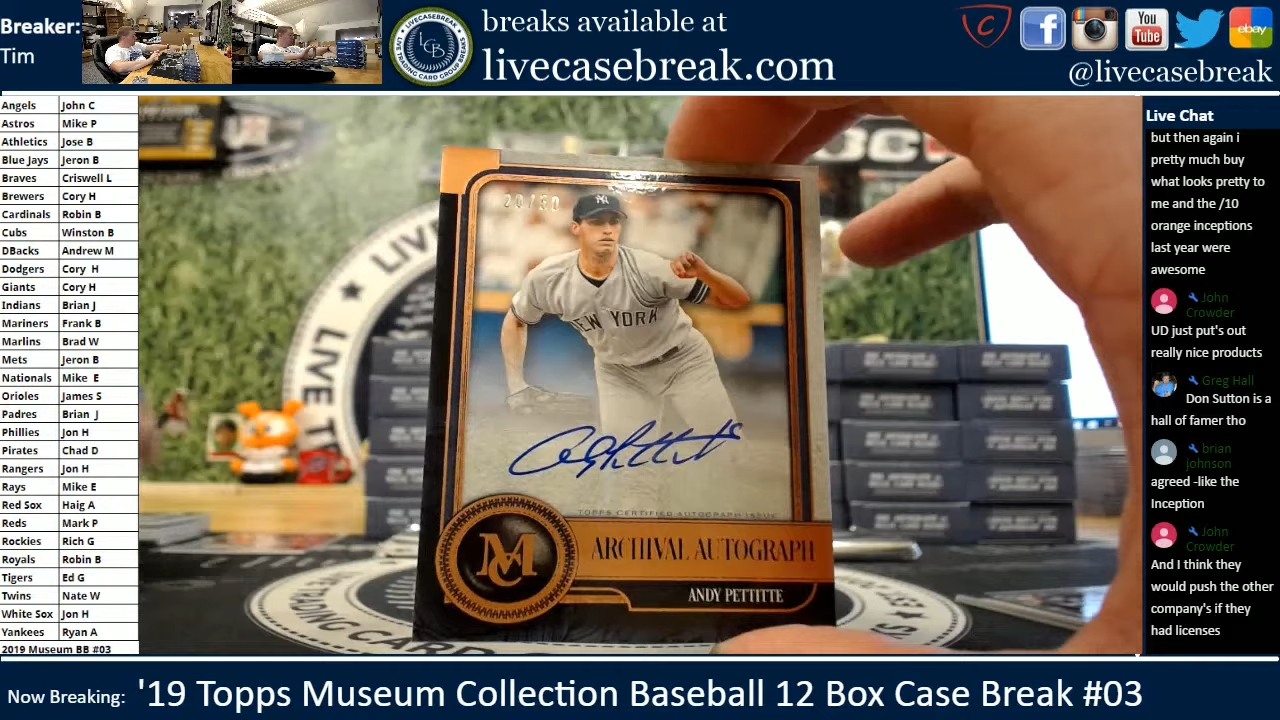 Breaker:
Tim
LIVECASEBREAK
LCB
breaks available at
livecasebreak.com
You
Tube
ebay
@livecasebreak
Angels John C
Astros Mike P
Athletics Jose B
Blue Jays Jeron B
Braves Criswell L
Brewers Cory H
Cardinals Robin B
Cubs Winston B
DBacks Andrew M
Dodgers Cory H
Giants Cory H
Indians Brian J
Mariners Frank B
Marlins Brad W
Mets Jeron B
Nationals Mike E
Orioles James S
Padres Brian J
Phillies Jon H
Pirates Chad D
Rangers Jon H
Rays Mike E
Red Sox Haig A
Reds Mark P
Rockies Rich G
Royals Robin B
Tigers Ed G
Twins Nate W
White Sox Jon H
Yankees Ryan A
2019 Museum BB #03
NY
NEW YORK
TOPPS CERTIFIED AUTOGRAPH ISSUE
MC
ARCHIVAL AUTOGRAPH
ANDY PETTITTE
Live Chat
but then again i
pretty much buy
what looks pretty to
me and the /10
orange inceptions
last year were
awesome
John
Crowder
UD just put's out
really nice products
Greg Hall
Don Sutton is a
hall of famer tho
brian
johnson
agreed -like the
Inception
John
Crowder
And I think they
would push the other
company's if they
had licenses
Now Breaking: '19 Topps Museum Collection Baseball 12 Box Case Break #03